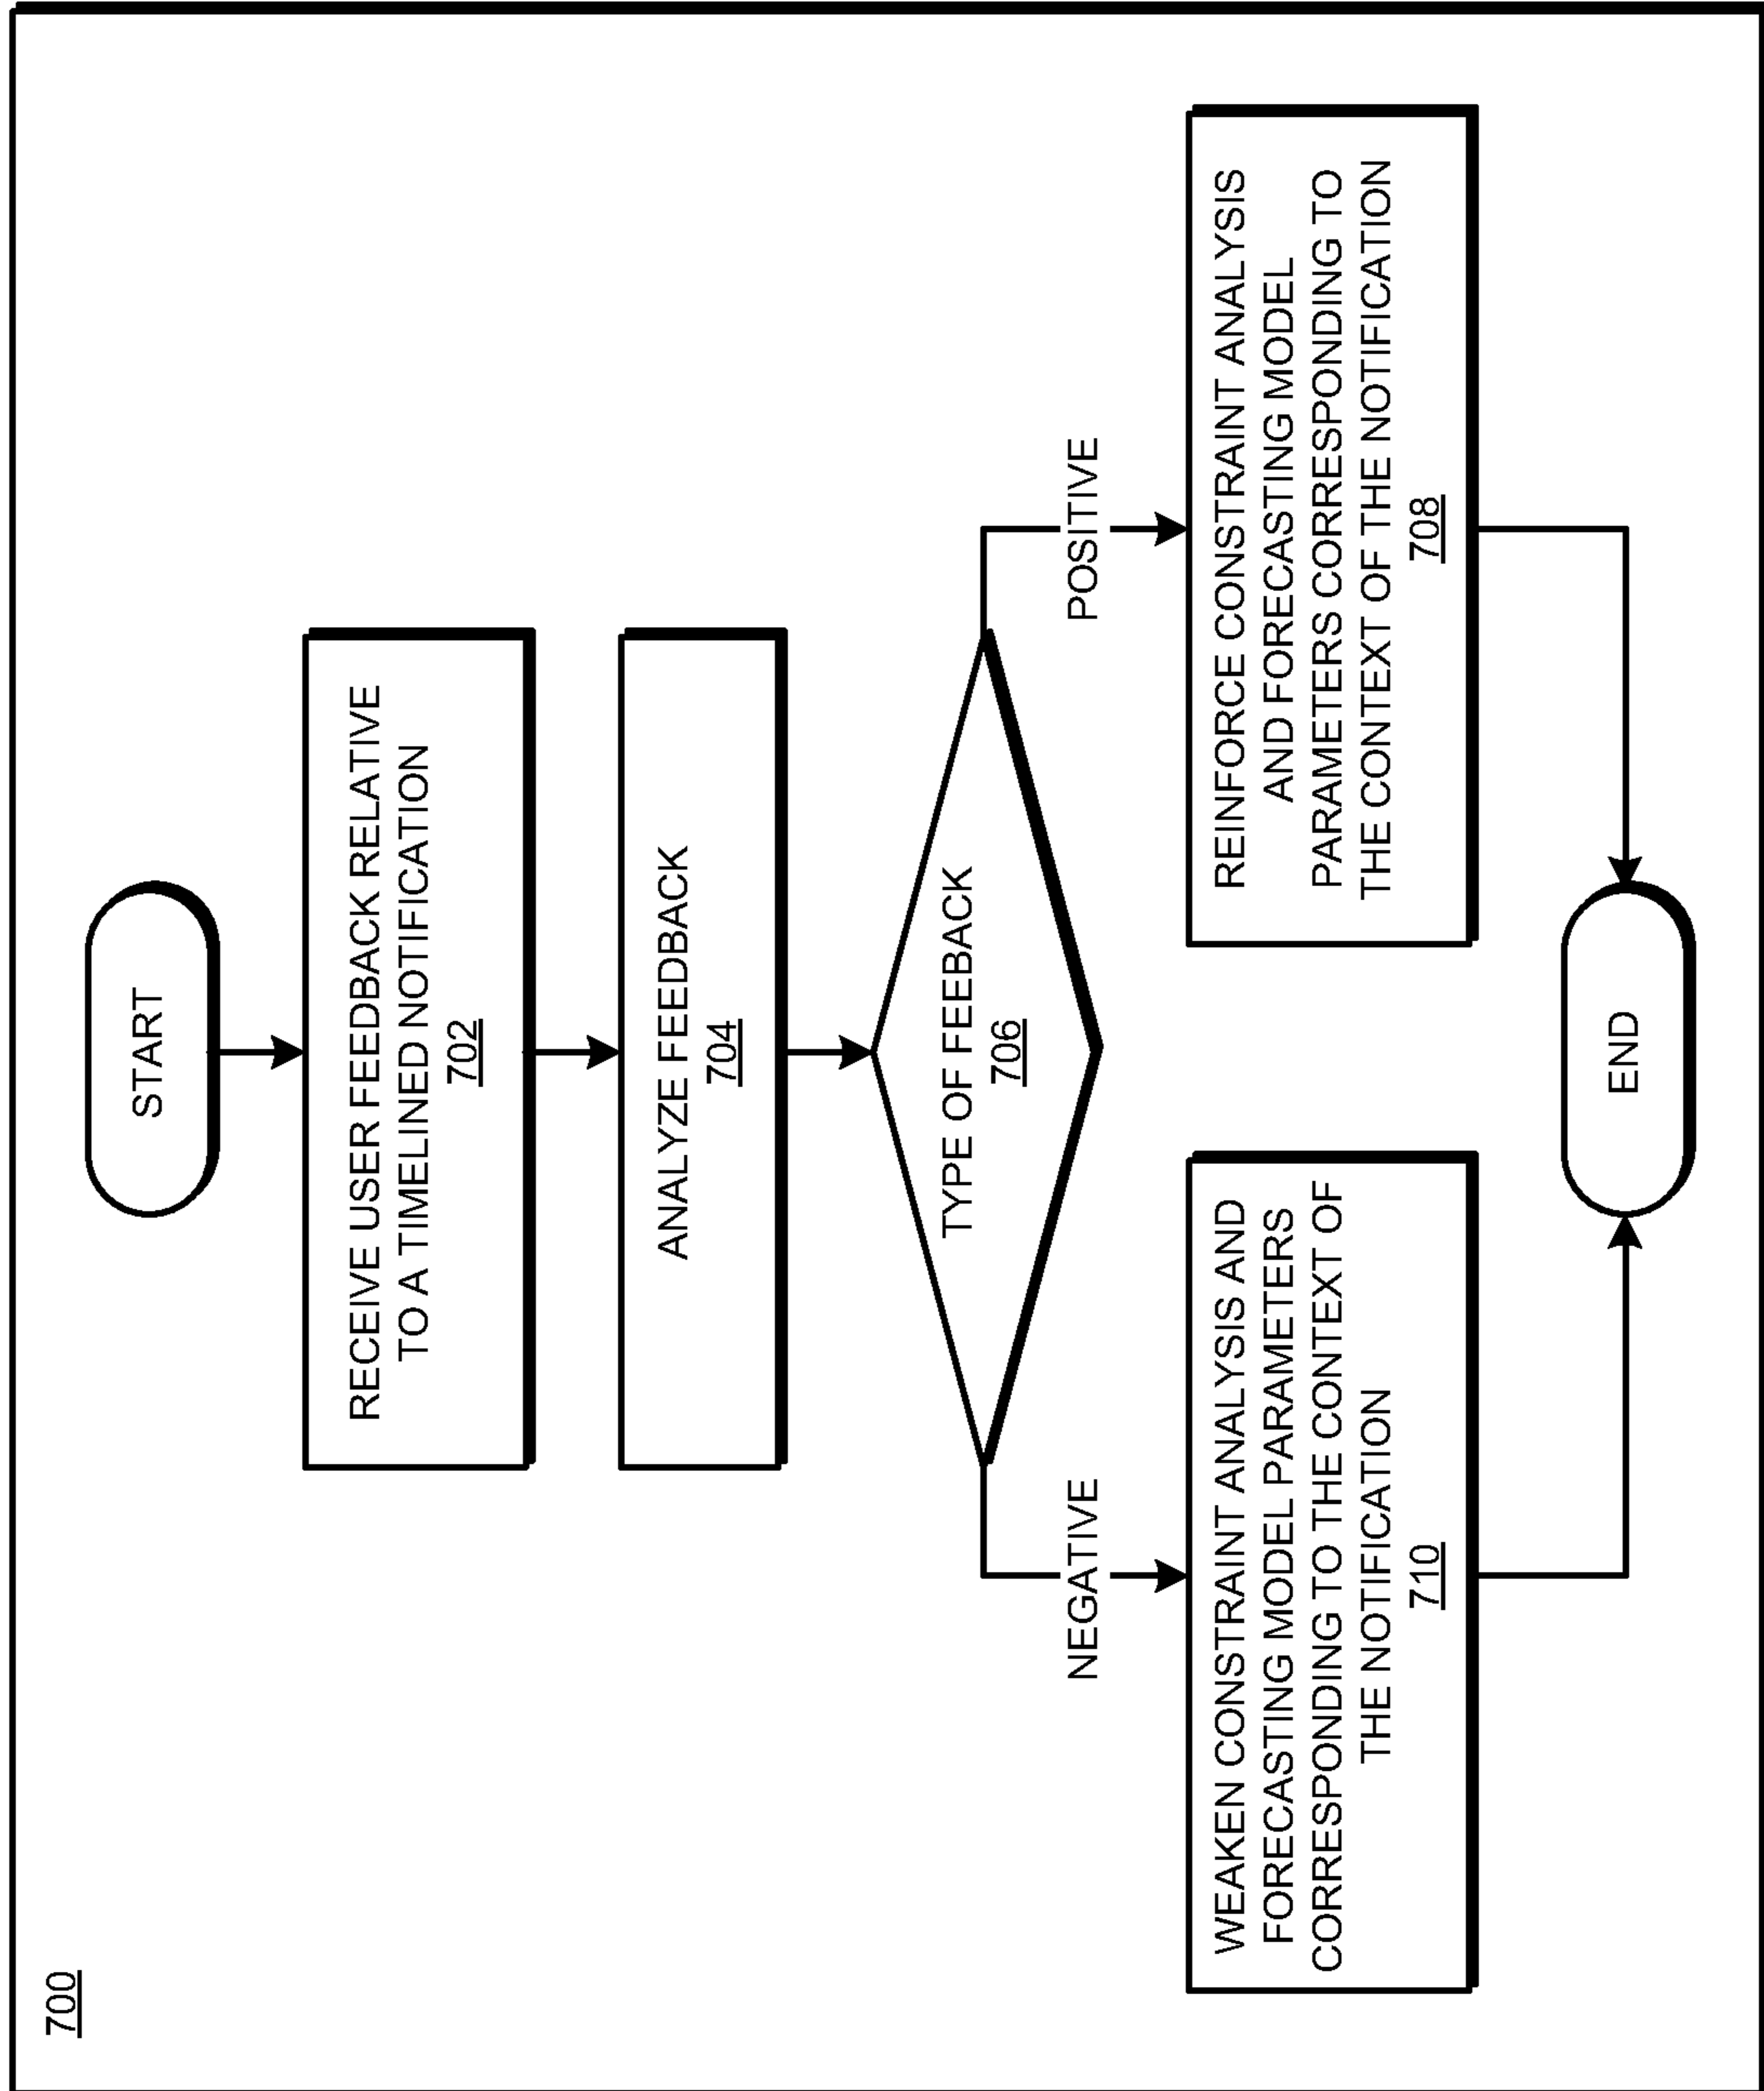 700
START
RECEIVE USER FEEDBACK RELATIVE
TO A TIMELINED NOTIFICATION
702
ANALYZE FEEDBACK
704
TYPE OF FEEBACK
706
NEGATIVE
POSITIVE
WEAKEN CONSTRAINT ANALYSIS AND
FORECASTING MODEL PARAMETERS
CORRESPONDING TO THE CONTEXT OF
THE NOTIFICATION
710
REINFORCE CONSTRAINT ANALYSIS
AND FORECASTING MODEL
PARAMETERS CORRESPONDING TO
THE CONTEXT OF THE NOTIFICATION
708
END